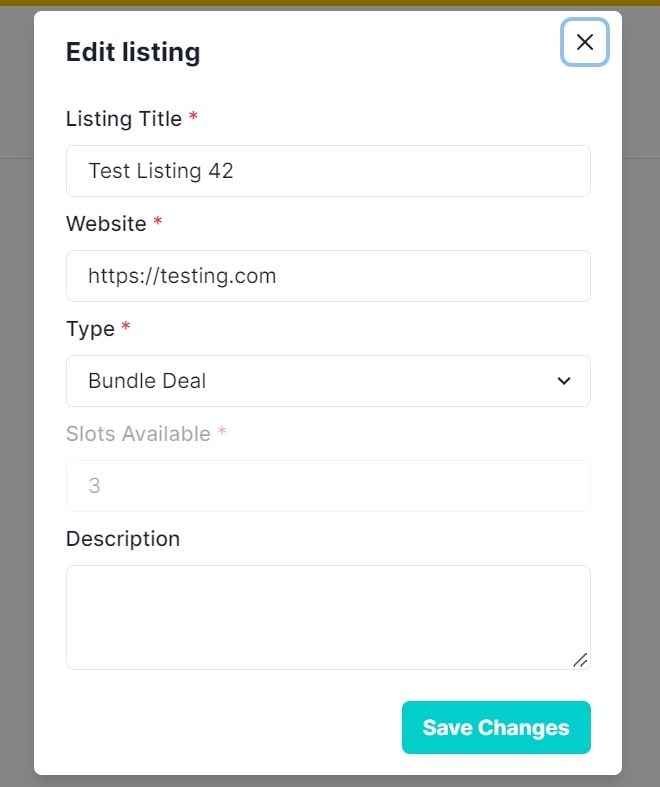 Edit listing
Listing Title *
Test Listing 42
Website *
https://testing.com
Type *
Bundle Deal
Slots Available *
3
Description
Save Changes